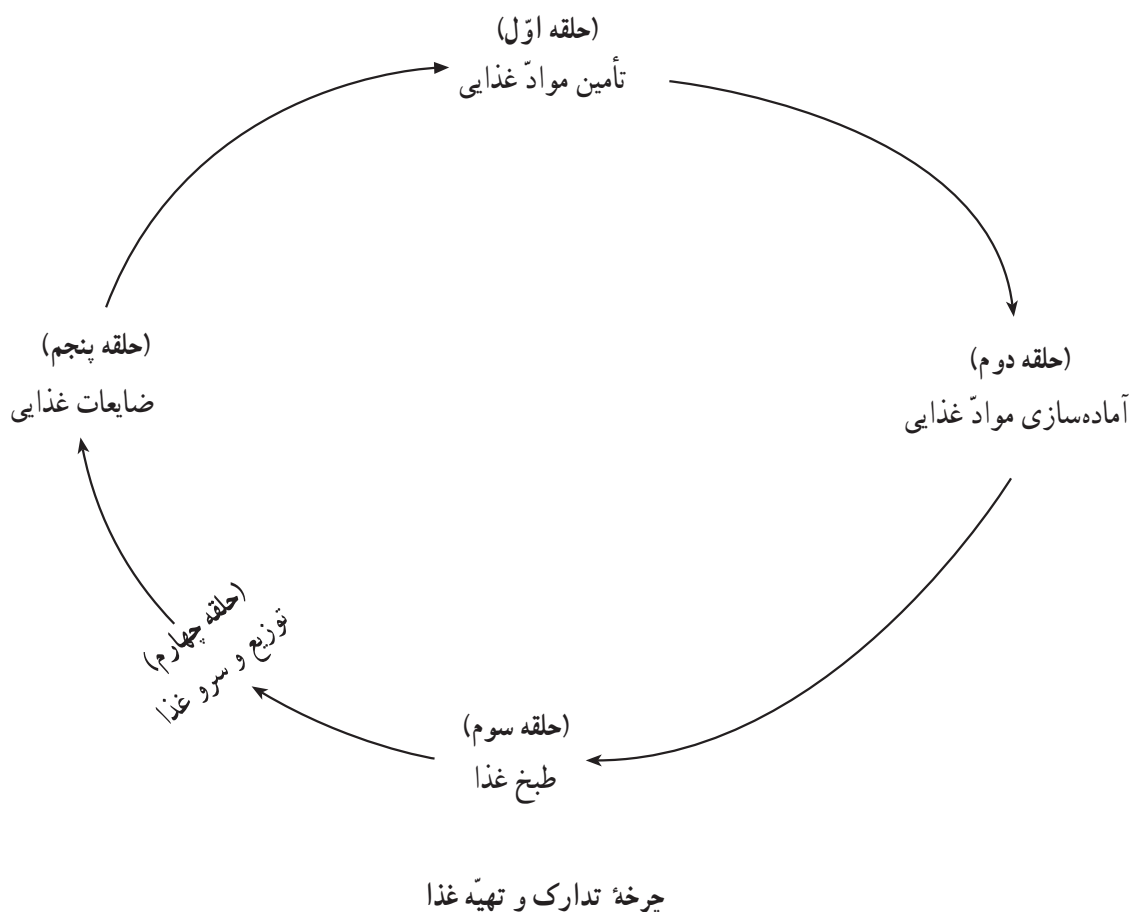 (حلقه اوّل)
تأمین موادّ غذایی
(حلقه دوم)
آماده‌سازی موادّ غذایی
(حلقه سوم)
طبخ غذا
(حلقه چهارم)
توزیع و سرو غذا
(حلقه پنجم)
ضایعات غذایی
چرخهٔ تدارک و تهیّه غذا